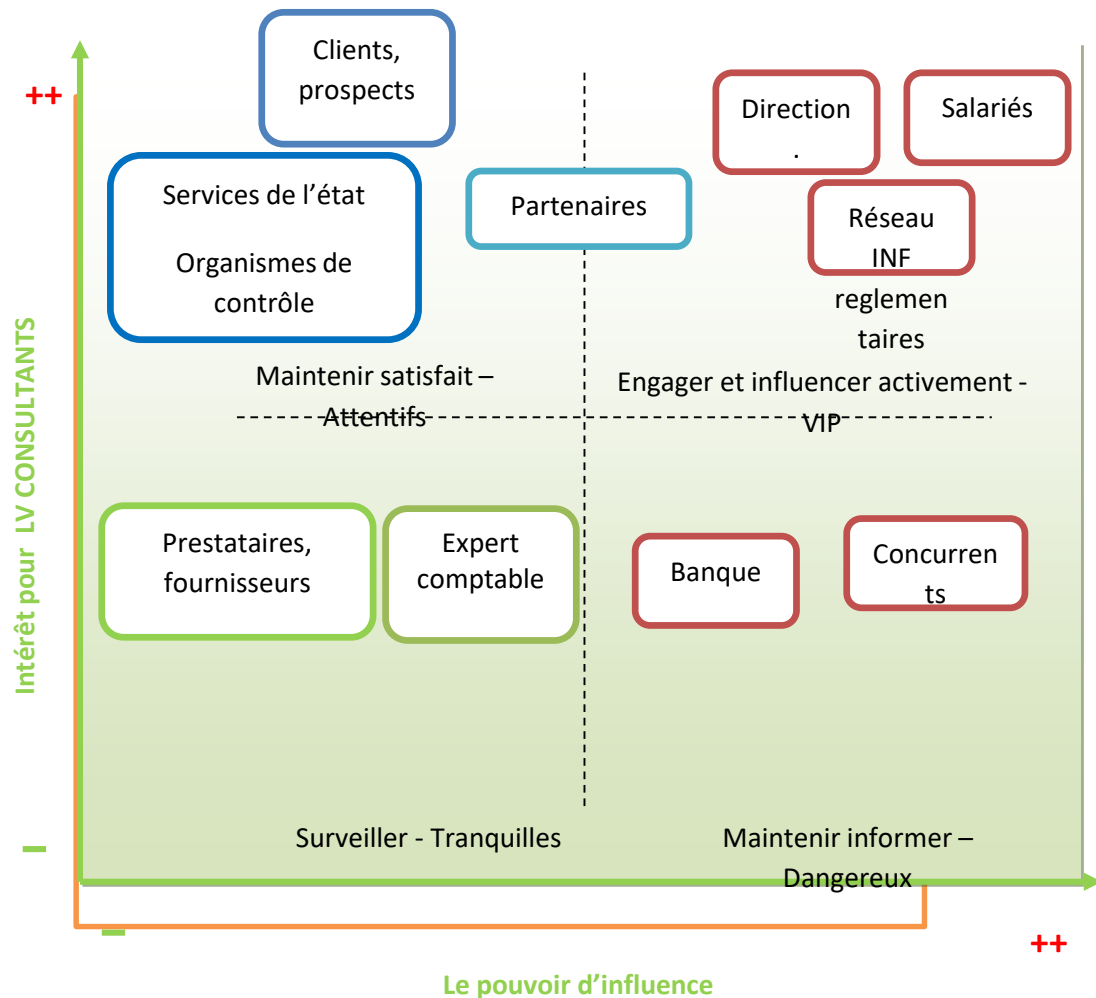 Clients,
prospects
++
Direction
.
Salariés
Services de l’état
Organismes de
contrôle
Partenaires
Réseau
INF
reglemen
taires
Maintenir satisfait –
Attentifs
Engager et influencer activement -
VIP
Intérêt pour LV CONSULTANTS
Prestataires,
fournisseurs
Expert
comptable
Banque
Concurren
ts
–
Surveiller - Tranquilles
Maintenir informer –
Dangereux
–
++
Le pouvoir d’influence